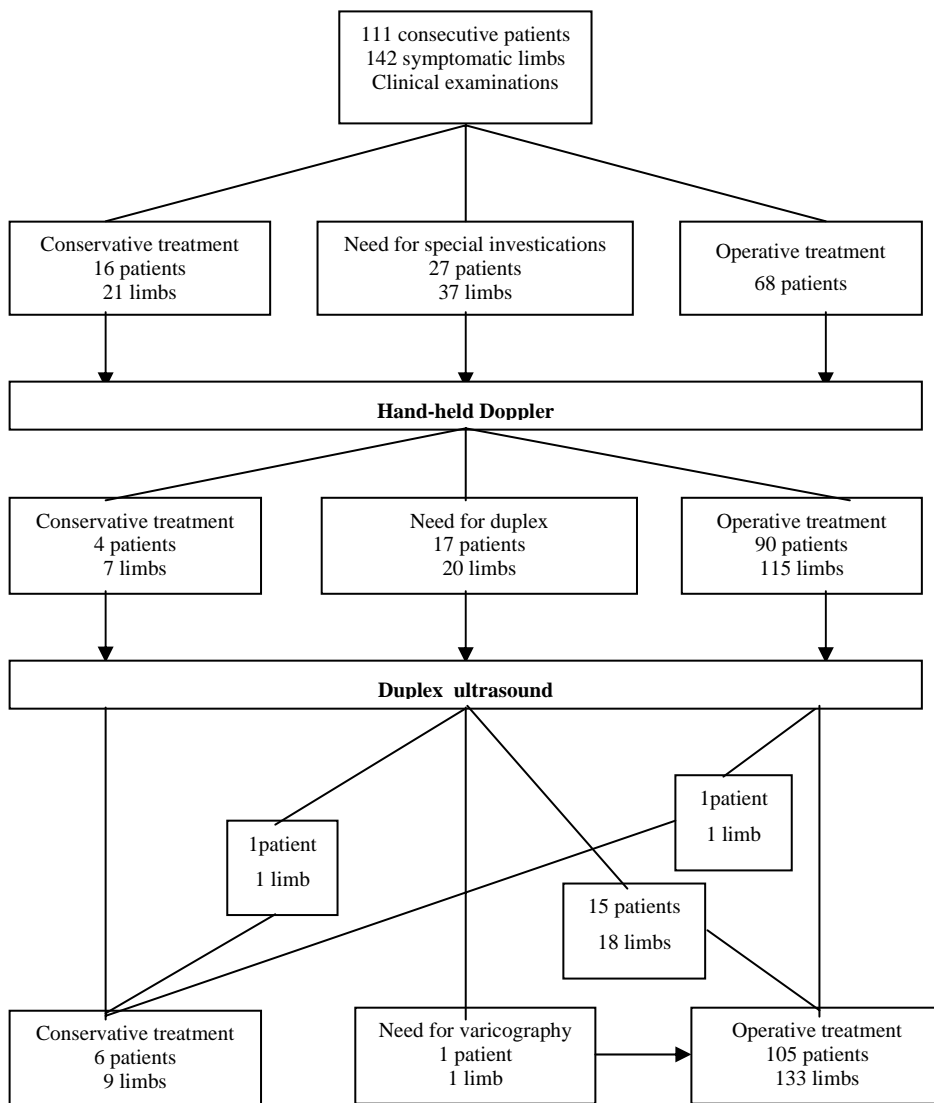 111 consecutive patients
142 symptomatic limbs
Clinical examinations
Conservative treatment
16 patients
21 limbs
Need for special investications
27 patients
37 limbs
Operative treatment
68 patients
Hand-held Doppler
Conservative treatment
4 patients
7 limbs
Need for duplex
17 patients
20 limbs
Operative treatment
90 patients
115 limbs
Duplex ultrasound
1patient
1 limb
1patient
1 limb
15 patients
18 limbs
Conservative treatment
6 patients
9 limbs
Need for varicography
1 patient
1 limb
Operative treatment
105 patients
133 limbs